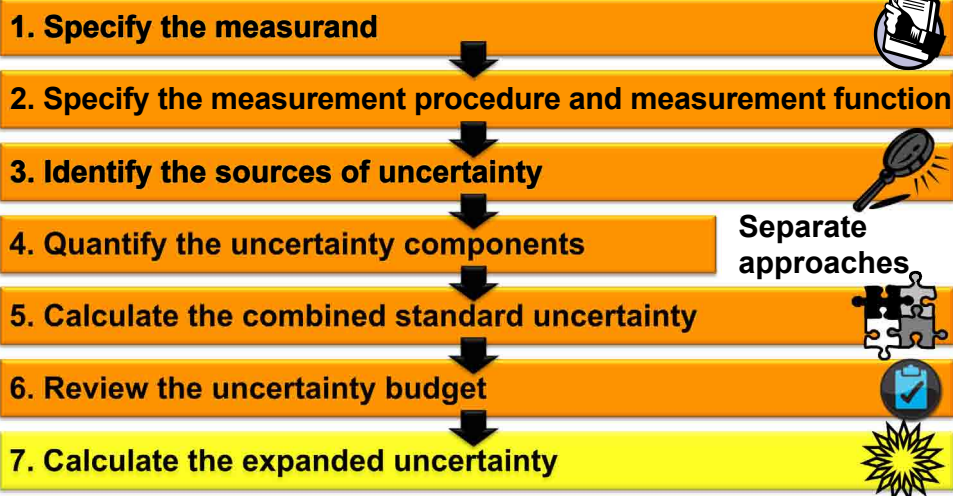 1. Specify the measurand
2. Specify the measurement procedure and measurement function
3. Identify the sources of uncertainty
4. Quantify the uncertainty components
Separate
approaches
5. Calculate the combined standard uncertainty
6. Review the uncertainty budget
7. Calculate the expanded uncertainty